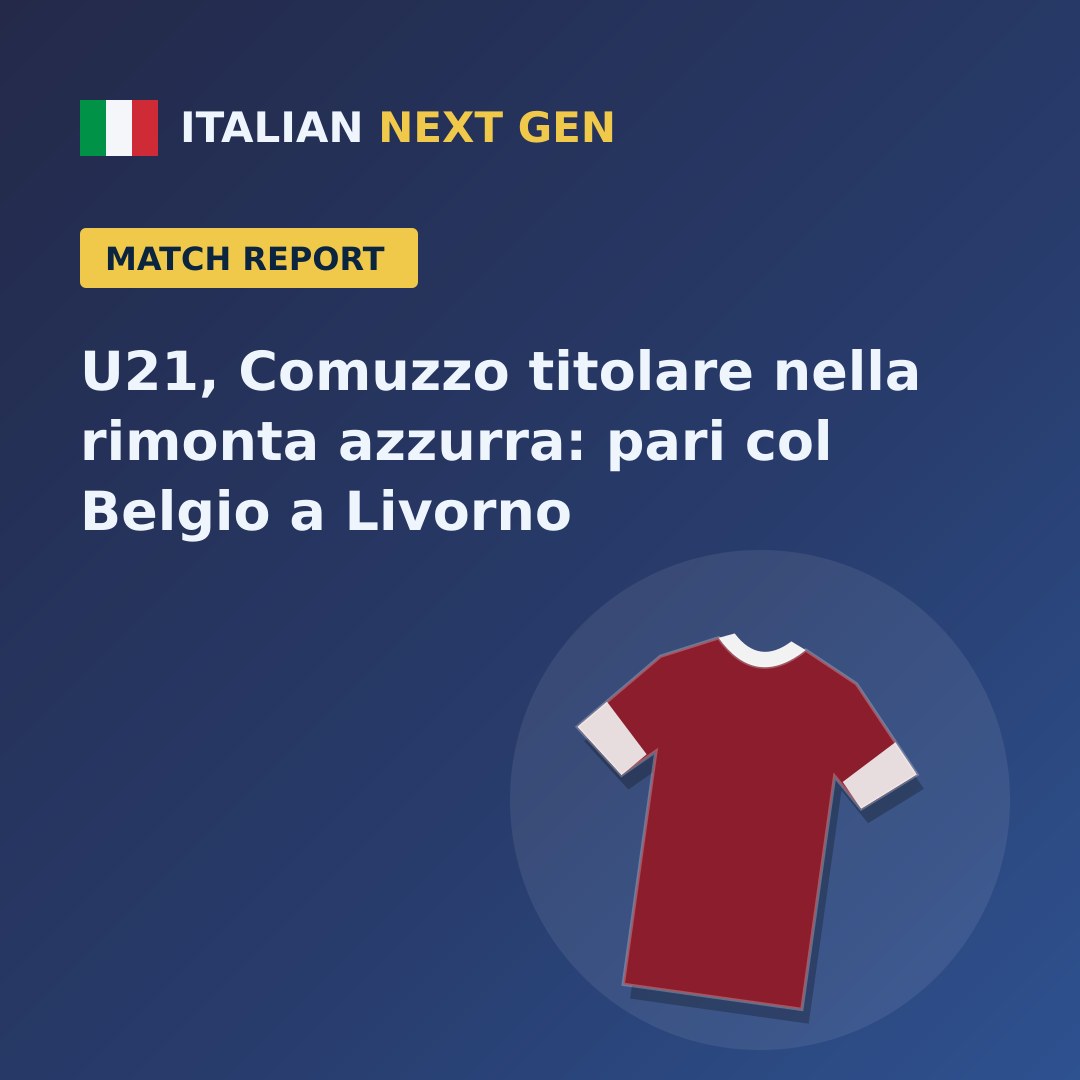 ITALIAN NEXT GEN
MATCH REPORT
U21, Comuzzo titolare nella
rimonta azzurra: pari col
Belgio a Livorno